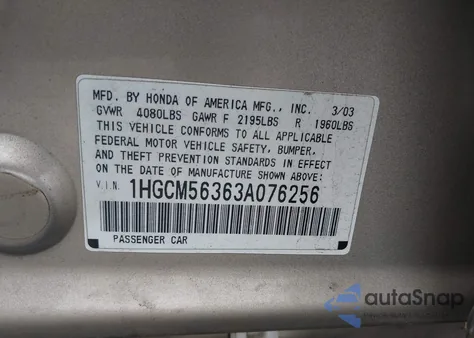 MFD. BY HONDA OF AMERICA MFG., INC. 3/03
GVWR 4080LBS GAWR F 2195LBS R 1960LBS
THIS VEHICLE CONFORMS TO ALL APPLICABLE
FEDERAL MOTOR VEHICLE SAFETY, BUMPER,
AND THEFT PREVENTION STANDARDS IN EFFECT
ON THE DATE OF MANUFACTURE SHOWN ABOVE:
V.I.N. 1HGCM56363A076256
PASSENGER CAR
autoSnap